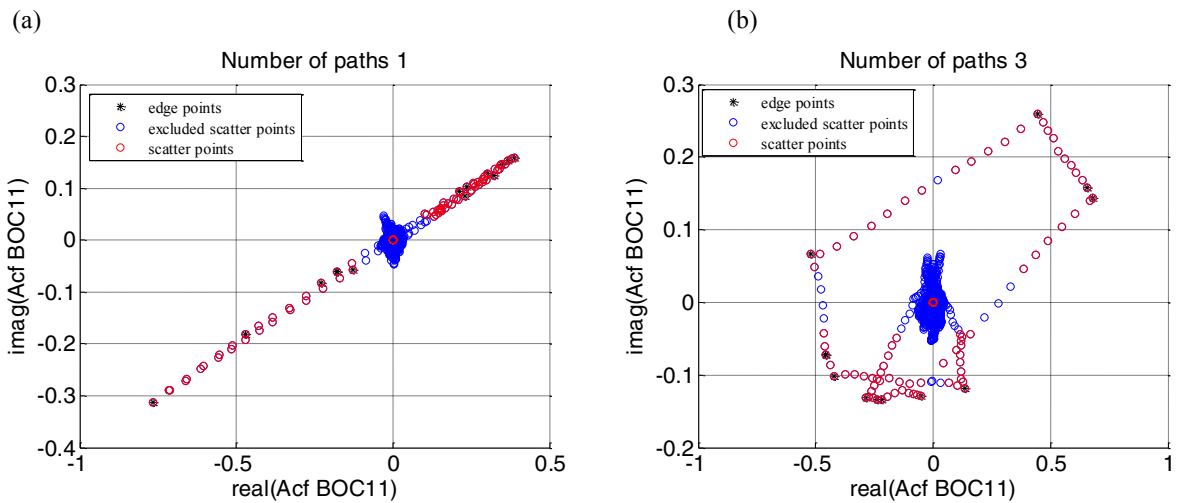 (a)
(b)
Number of paths 1
0.3
0.2
0.1
0
-0.1
-0.2
-0.3
-0.4
-1
-0.5
0
0.5
imag(Acf BOC11)
real(Acf BOC11)
edge points
excluded scatter points
scatter points
Number of paths 3
0.3
0.2
0.1
0
-0.1
-0.2
-1
-0.5
0
0.5
1
imag(Acf BOC11)
real(Acf BOC11)
edge points
excluded scatter points
scatter points